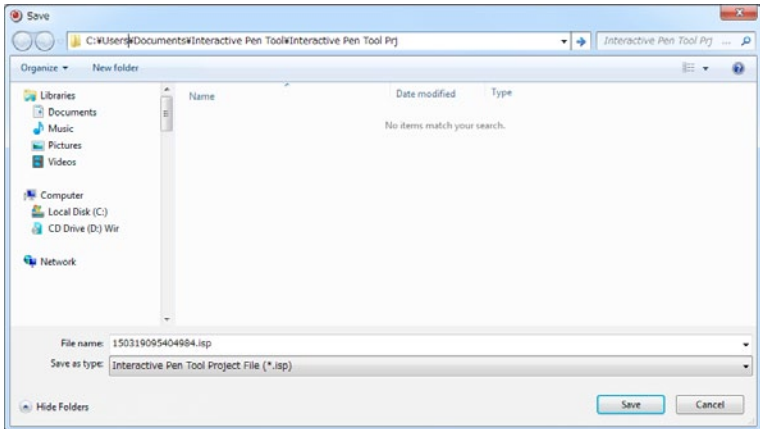 Save
C:¥Users¥Documents¥Interactive Pen Tool¥Interactive Pen Tool Prj
Interactive Pen Tool Prj ...
Organize
New folder
Name
Date modified
Type
No items match your search.
Libraries
Documents
Music
Pictures
Videos
Computer
Local Disk (C:)
CD Drive (D:) Wir
Network
File name: 150319095404984.isp
Save as type: Interactive Pen Tool Project File (*.isp)
Hide Folders
Save
Cancel